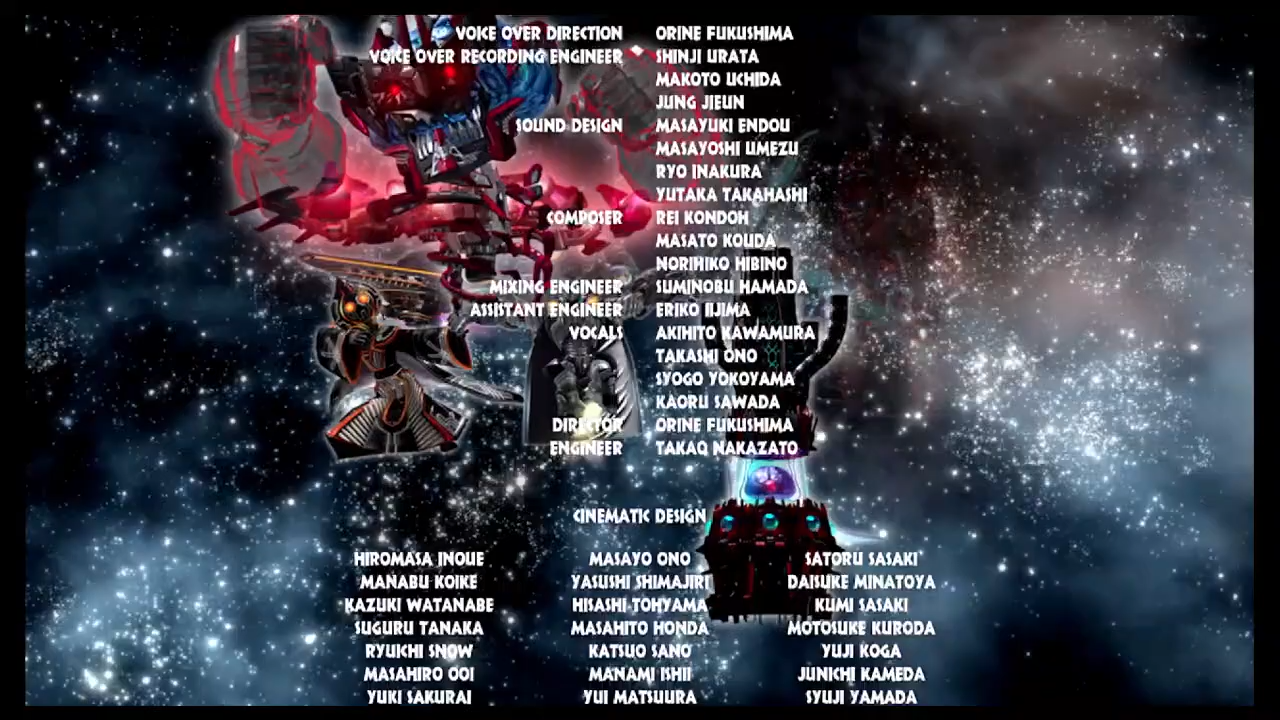 VOICE OVER DIRECTION ORINE FUKUSHIMA
VOICE OVER RECORDING ENGINEER SHINJI URATA
MAKOTO UCHIDA
JUNG JIEUN
SOUND DESIGN MASAYUKI ENDOU
MASAYOSHI UMEZU
RYO INAKURA
YUTAKA TAKAHASHI
COMPOSER REI KONDOH
MASATO KOUDA
NORIHIKO HIBINO
MIXING ENGINEER SUMINOBU HAMADA
ASSISTANT ENGINEER ERIKO IIJIMA
VOCALS AKIHITO KAWAMURA
TAKASHI ONO
SYOGO YOKOYAMA
KAORU SAWADA
DIRECTOR ORINE FUKUSHIMA
ENGINEER TAKAO NAKAZATO
CINEMATIC DESIGN
HIROMASA INOUE MASAYO ONO SATORU SASAKI
MANABU KOIKE YASUSHI SHIMAJIRI DAISUKE MINATOYA
KAZUKI WATANABE HISASHI TOHYAMA KUMI SASAKI
SUGURU TANAKA MASAHITO HONDA MOTOSUKE KURODA
RYUICHI SNOW KATSUO SANO YUJI KOGA
MASAHIRO OOI MANAMI ISHII JUNICHI KAMEDA
YUKI SAKURAI YUI MATSUURA SYUJI YAMADA